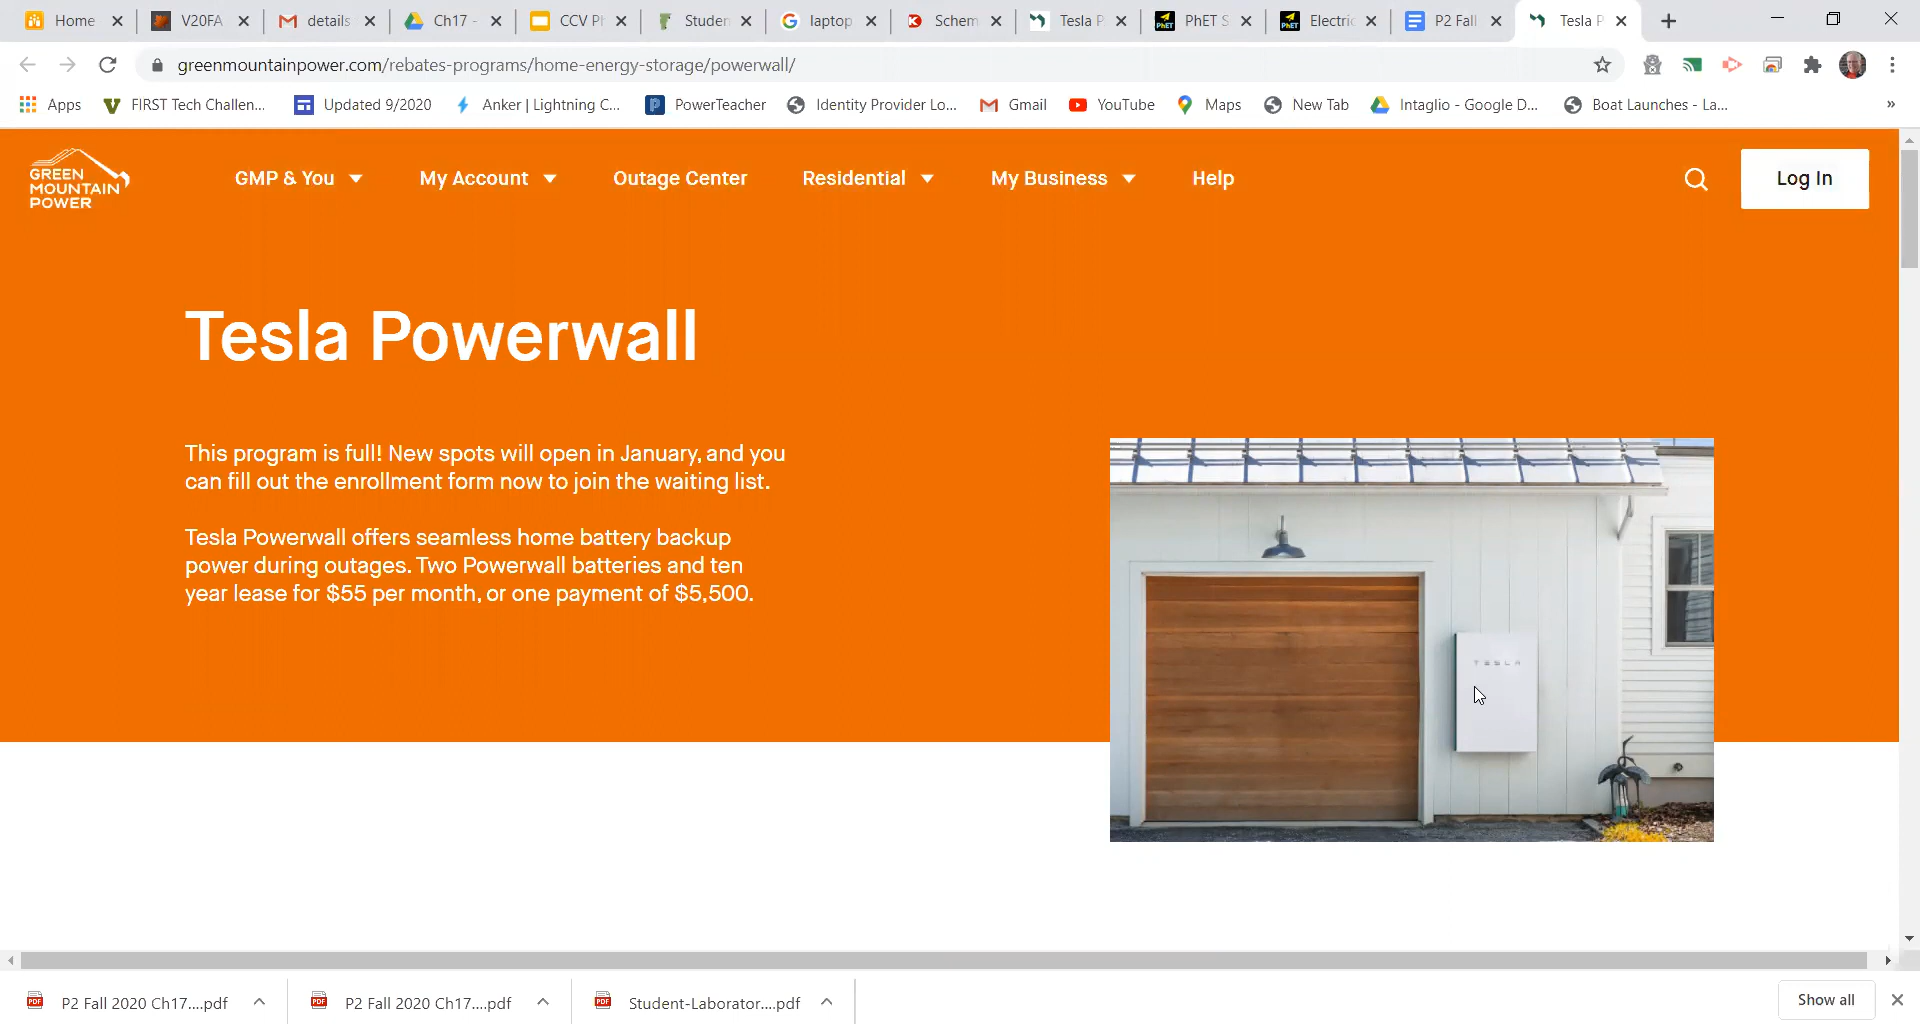 Home
V20FA
details
Ch17 -
CCV Ph
Studen
laptop
Schem
Tesla P
PhET S
Electric
P2 Fall
Tesla P
greenmountainpower.com/rebates-programs/home-energy-storage/powerwall/
Apps
FIRST Tech Challen...
Updated 9/2020
Anker | Lightning C...
PowerTeacher
Identity Provider Lo...
Gmail
YouTube
Maps
New Tab
Intaglio - Google D...
Boat Launches - La...
»
GREEN
MOUNTAIN
POWER
GMP & You
My Account
Outage Center
Residential
My Business
Help
Log In
Tesla Powerwall
This program is full! New spots will open in January, and you
can fill out the enrollment form now to join the waiting list.
Tesla Powerwall offers seamless home battery backup
power during outages. Two Powerwall batteries and ten
year lease for $55 per month, or one payment of $5,500.
TESLA
P2 Fall 2020 Ch17....pdf
P2 Fall 2020 Ch17....pdf
Student-Laborator....pdf
Show all